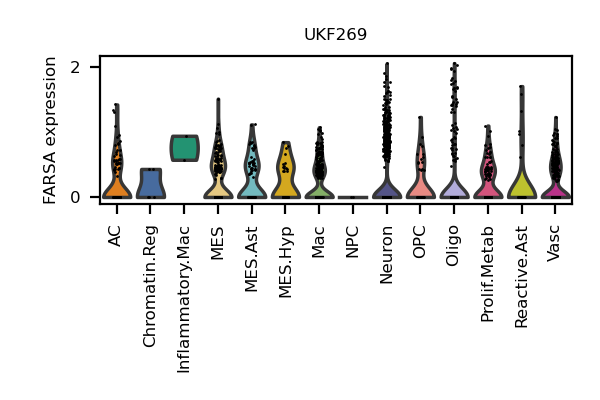 UKF269
FARSA expression
2
0
AC
Chromatin.Reg
Inflammatory.Mac
MES
MES.Ast
MES.Hyp
Mac
NPC
Neuron
OPC
Oligo
Prolif.Metab
Reactive.Ast
Vasc